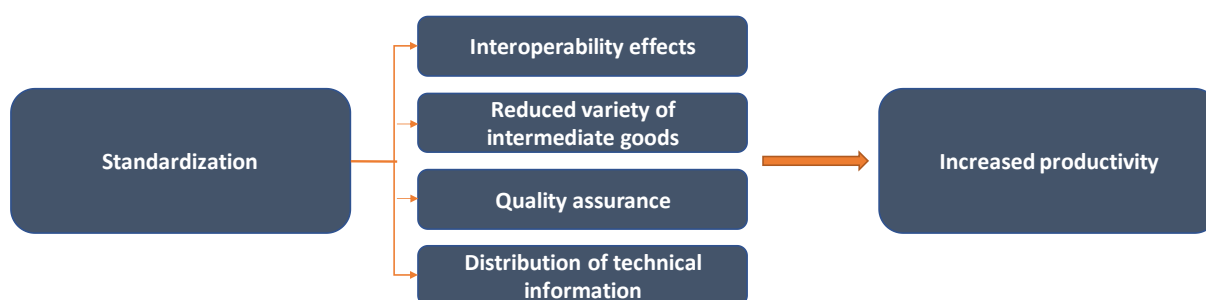 Interoperability effects
Reduced variety of
intermediate goods
Standardization
Increased productivity
Quality assurance
Distribution of technical
information